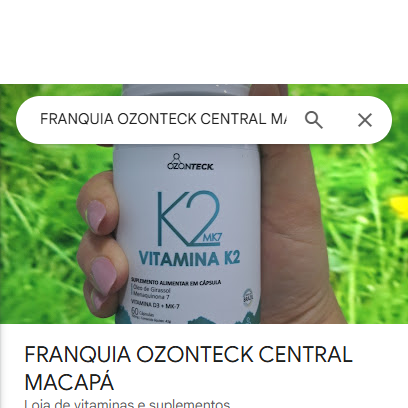 FRANQUIA OZONTECK CENTRAL MA
OZONTECK
K2
MK7
VITAMINA K2
SUPLEMENTO ALIMENTAR EM CÁPSULA
Óleo de Girassol
Menaquinona 7
VITAMINA D3 + MK-7
60 Cápsulas
FRANQUIA OZONTECK CENTRAL
MACAPÁ
Loja de vitaminas e suplementos